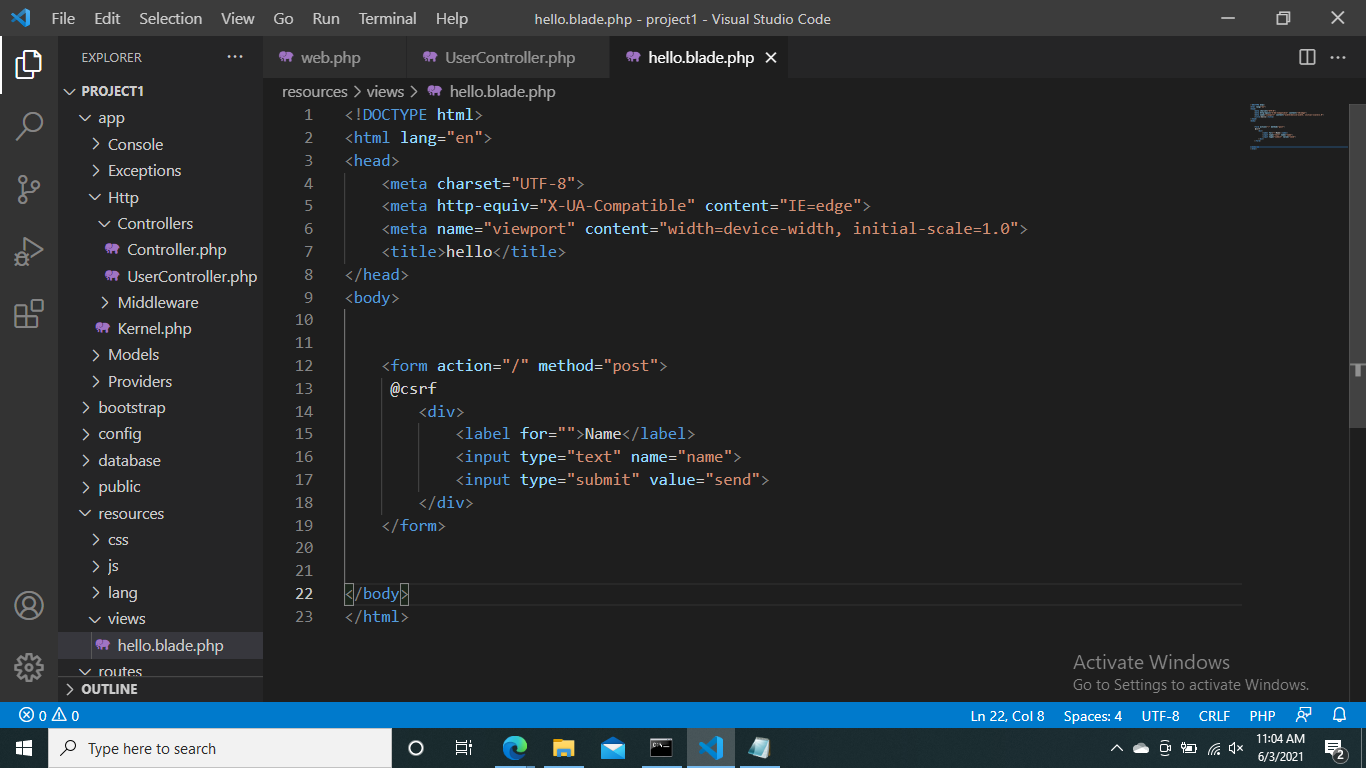 File Edit Selection View Go Run Terminal Help hello.blade.php - project1 - Visual Studio Code
EXPLORER
PROJECT1
app
Console
Exceptions
Http
Controllers
Controller.php
UserController.php
Middleware
Kernel.php
Models
Providers
bootstrap
config
database
public
resources
css
js
lang
views
hello.blade.php
routes
OUTLINE
web.php UserController.php hello.blade.php
resources > views > hello.blade.php
1 <!DOCTYPE html>
2 <html lang="en">
3 <head>
4 <meta charset="UTF-8">
5 <meta http-equiv="X-UA-Compatible" content="IE=edge">
6 <meta name="viewport" content="width=device-width, initial-scale=1.0">
7 <title>hello</title>
8 </head>
9 <body>
10
11
12 <form action="/" method="post">
13 @csrf
14 <div>
15 <label for="">Name</label>
16 <input type="text" name="name">
17 <input type="submit" value="send">
18 </div>
19 </form>
20
21
22 </body>
23 </html>
Activate Windows
Go to Settings to activate Windows.
0 0 Ln 22, Col 8 Spaces: 4 UTF-8 CRLF PHP
Type here to search
11:04 AM
6/3/2021
2